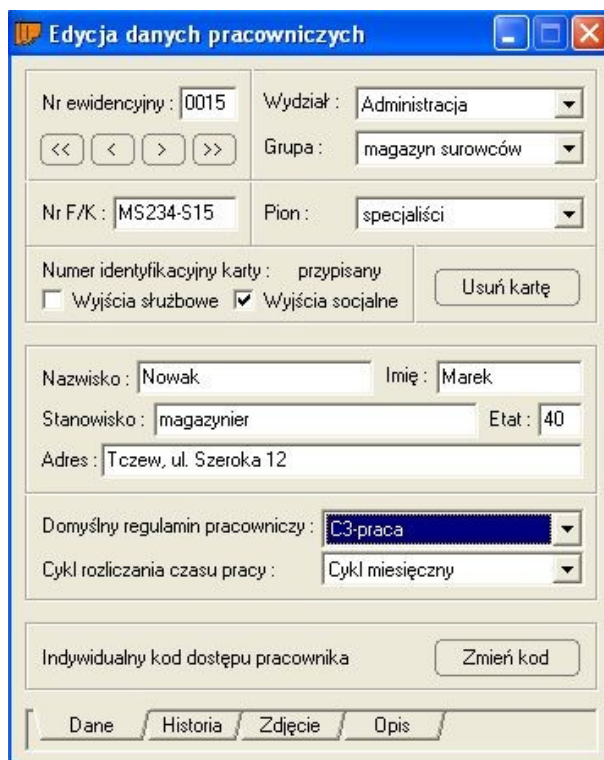 Edycja danych pracowniczych
Nr ewidencyjny : 0015 Wydział : Administracja
<< < > >> Grupa : magazyn surowców
Nr F/K : MS234-S15 Pion : specjaliści
Numer identyfikacyjny karty : przypisany
Wyjścia służbowe Wyjścia socjalne Usuń kartę
Nazwisko : Nowak Imię : Marek
Stanowisko : magazynier Etat : 40
Adres : Tczew, ul. Szeroka 12
Domyślny regulamin pracowniczy : C3-praca
Cykl rozliczania czasu pracy : Cykl miesięczny
Indywidualny kod dostępu pracownika Zmień kod
Dane Historia Zdjęcie Opis